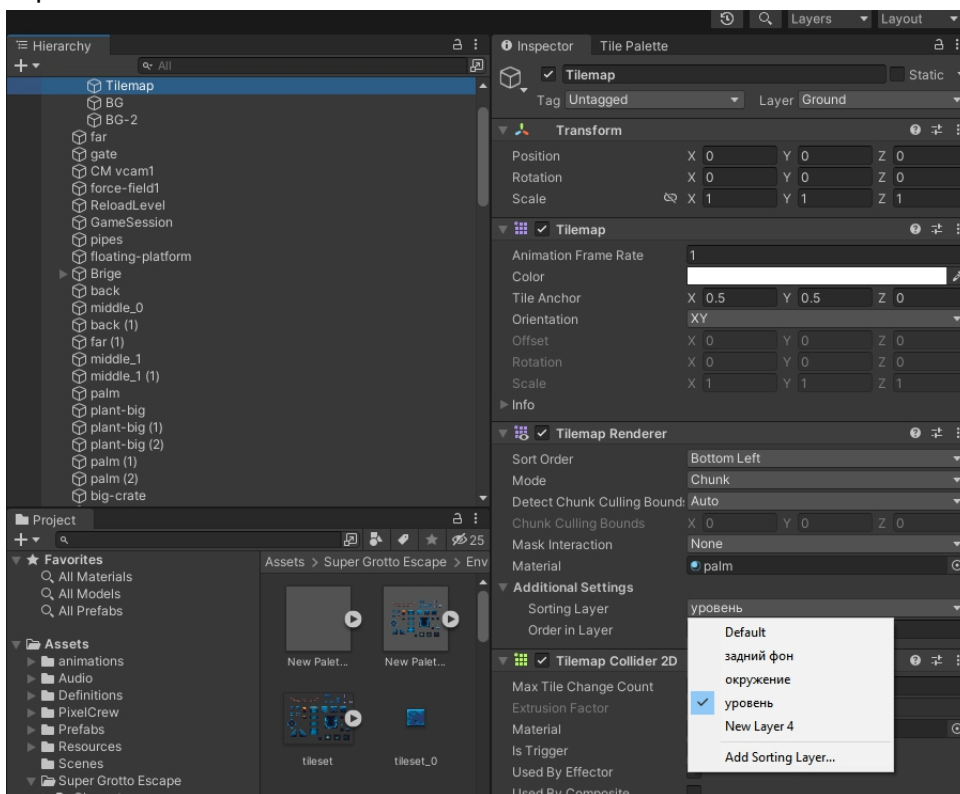 Layers Layout
Hierarchy
All
Tilemap
BG
BG-2
far
gate
CM vcam1
force-field1
ReloadLevel
GameSession
pipes
floating-platform
Brige
back
middle_0
back (1)
far (1)
middle_1
middle_1 (1)
palm
plant-big
plant-big (1)
plant-big (2)
palm (1)
palm (2)
big-crate
Inspector Tile Palette
Tilemap Static
Tag Untagged Layer Ground
Transform
Position X 0 Y 0 Z 0
Rotation X 0 Y 0 Z 0
Scale X 1 Y 1 Z 1
Tilemap
Animation Frame Rate 1
Color
Tile Anchor X 0.5 Y 0.5 Z 0
Orientation XY
Offset X 0 Y 0 Z 0
Rotation X 0 Y 0 Z 0
Scale X 1 Y 1 Z 1
Info
Tilemap Renderer
Sort Order Bottom Left
Mode Chunk
Detect Chunk Culling Bounds Auto
Chunk Culling Bounds X 0 Y 0 Z 0
Mask Interaction None
Material palm
Additional Settings
Sorting Layer уровень
Order in Layer
Default
задний фон
окружение
уровень
New Layer 4
Add Sorting Layer...
Tilemap Collider 2D
Max Tile Change Count
Extrusion Factor
Material
Is Trigger
Used By Effector
Used By Composite
Project
25
Favorites
All Materials
All Models
All Prefabs
Assets
animations
Audio
Definitions
PixelCrew
Prefabs
Resources
Scenes
Super Grotto Escape
Assets > Super Grotto Escape > Env
New Palet... New Palet...
tileset tileset_0